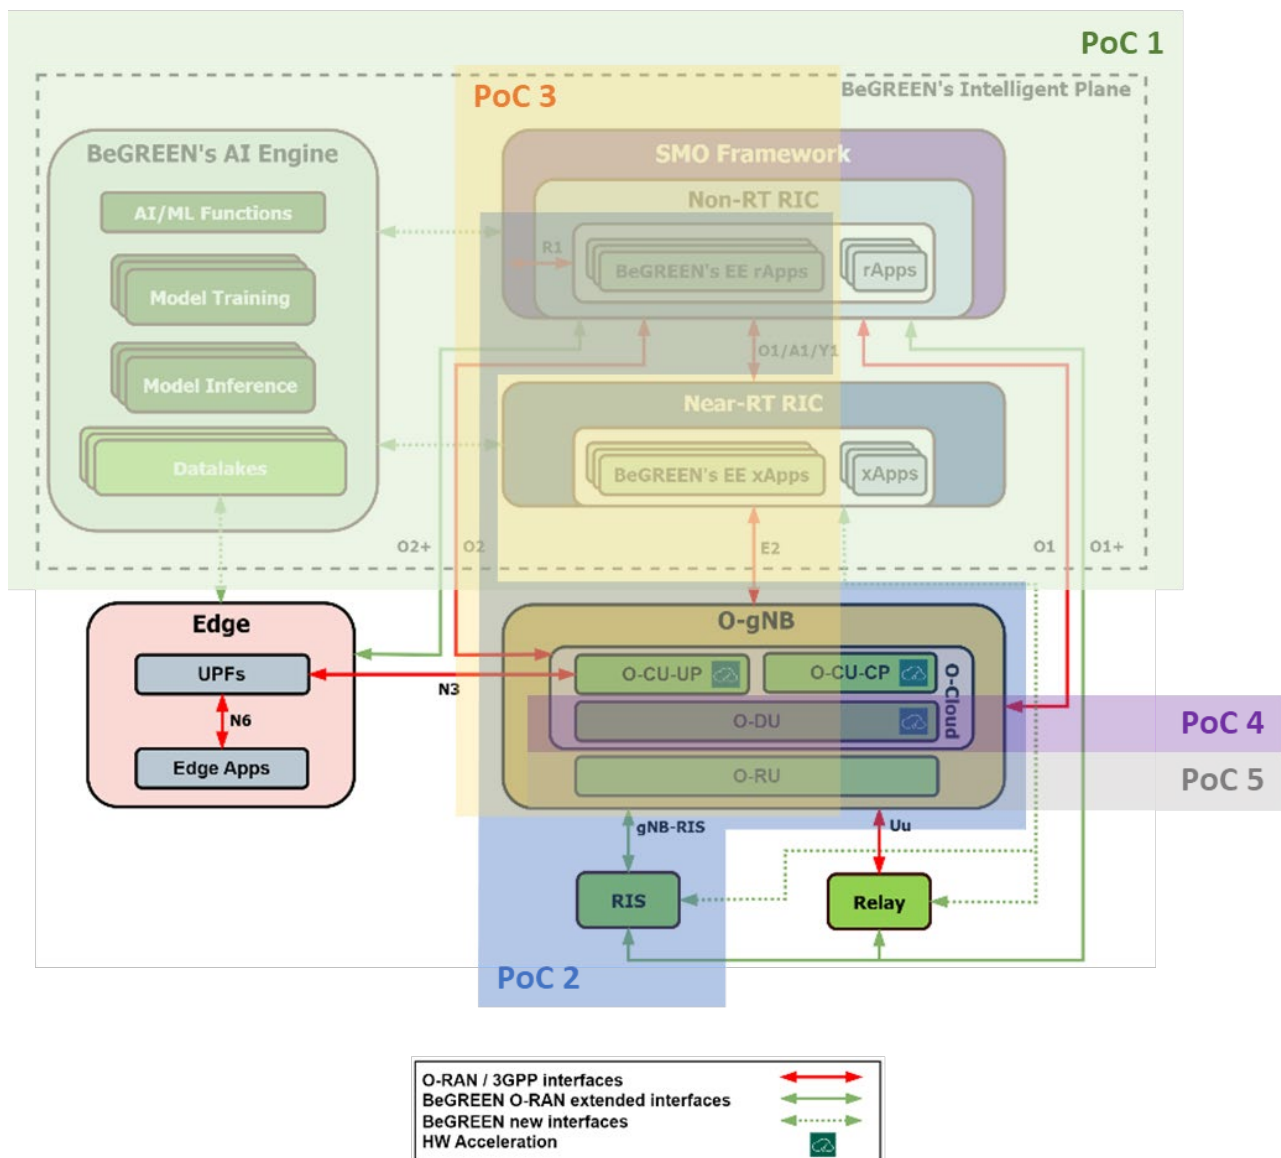 PoC 1
BeGREEN's Intelligent Plane
PoC 3
BeGREEN's AI Engine
AI/ML Functions
Model Training
Model Inference
Datalakes
SMO Framework
Non-RT RIC
R1
BeGREEN's EE rApps
rApps
O1/A1/Y1
Near-RT RIC
BeGREEN's EE xApps
xApps
O2+
O2
E2
O1
O1+
Edge
UPFs
N6
Edge Apps
N3
O-gNB
O-CU-UP
O-CU-CP
O-Cloud
O-DU
O-RU
PoC 4
PoC 5
gNB-RIS
Uu
RIS
Relay
PoC 2
O-RAN / 3GPP interfaces
BeGREEN O-RAN extended interfaces
BeGREEN new interfaces
HW Acceleration